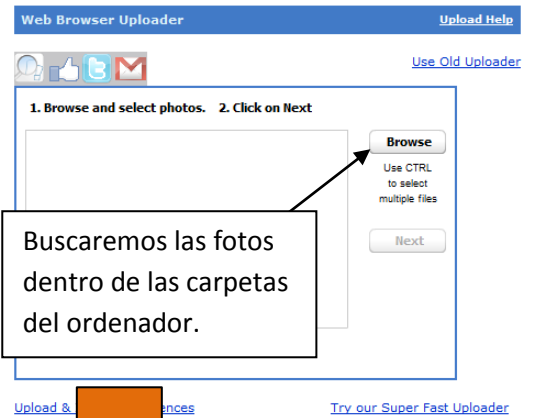 Web Browser Uploader Upload Help
Use Old Uploader
1. Browse and select photos. 2. Click on Next
Browse
Use CTRL
to select
multiple files
Next
Buscaremos las fotos
dentro de las carpetas
del ordenador.
Upload & Try our Super Fast Uploader